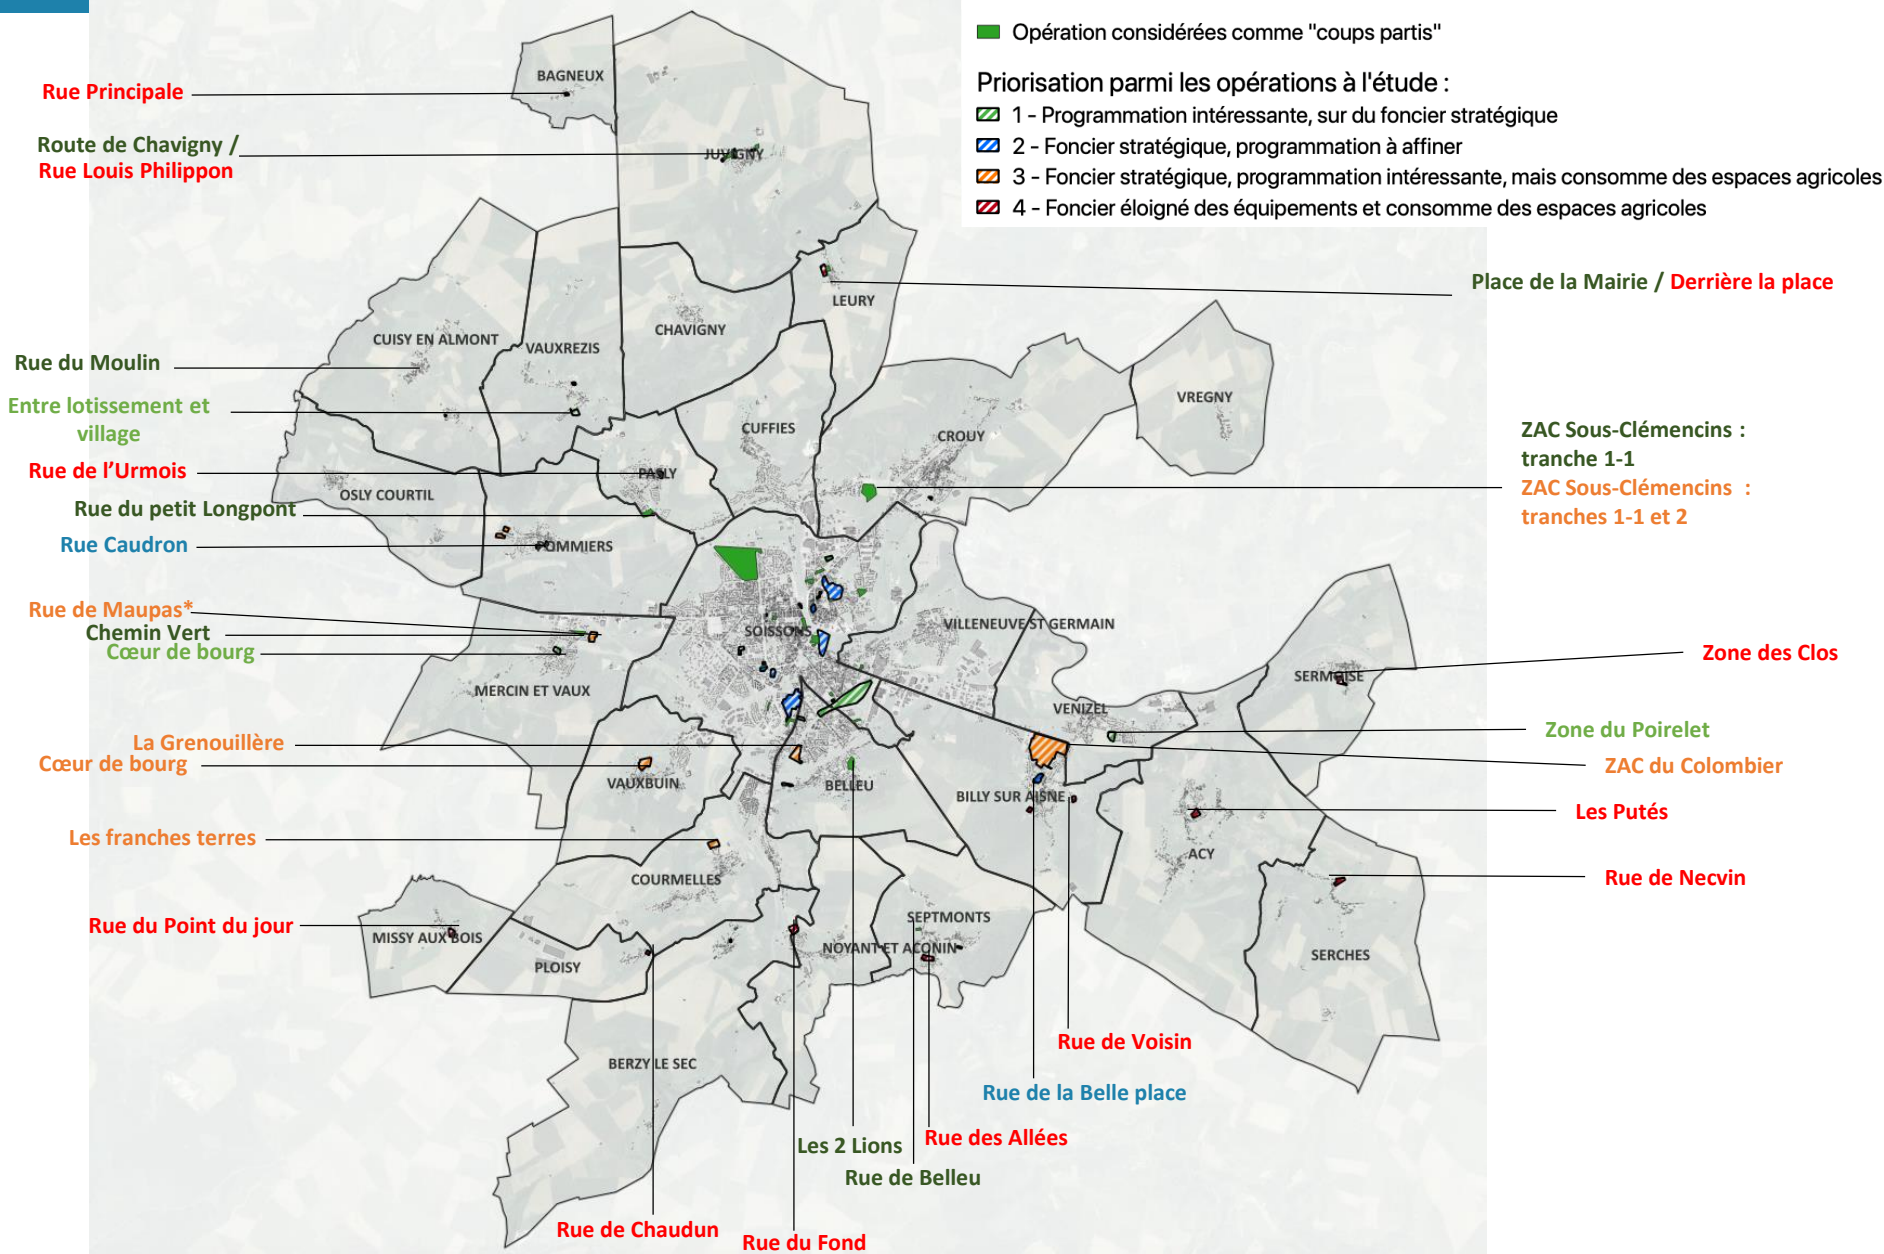 Opération considérées comme "coups partis"
Priorisation parmi les opérations à l'étude :
1 - Programmation intéressante, sur du foncier stratégique
2 - Foncier stratégique, programmation à affiner
3 - Foncier stratégique, programmation intéressante, mais consomme des espaces agricoles
4 - Foncier éloigné des équipements et consomme des espaces agricoles
BAGNEUX
Rue Principale
Route de Chavigny /
Rue Louis Philippon
JUVIGNY
Place de la Mairie / Derrière la place
LEURY
CHAVIGNY
CUISY EN ALMONT
VAUXREZIS
Rue du Moulin
VREGNY
Entre lotissement et
village
CUFFIES
CROUY
ZAC Sous-Clémencins :
tranche 1-1
ZAC Sous-Clémencins :
tranches 1-1 et 2
Rue de l'Urmois
PASLY
OSLY COURTIL
Rue du petit Longpont
Rue Caudron
POMMIERS
Rue de Maupas*
Chemin Vert
Cœur de bourg
SOISSONS
VILLENEUVE ST GERMAIN
Zone des Clos
SERMOISE
MERCIN ET VAUX
VENIZEL
Zone du Poirelet
La Grenouillère
Cœur de bourg
ZAC du Colombier
VAUXBUIN
BELLEU
BILLY SUR AISNE
Les Putés
Les franches terres
ACY
COURMELLES
Rue de Necvin
Rue du Point du jour
MISSY AUX BOIS
SEPTMONTS
NOYANT ET ACONIN
PLOISY
SERCHES
Rue de Voisin
BERZY LE SEC
Rue de la Belle place
Les 2 Lions
Rue des Allées
Rue de Belleu
Rue de Chaudun
Rue du Fond